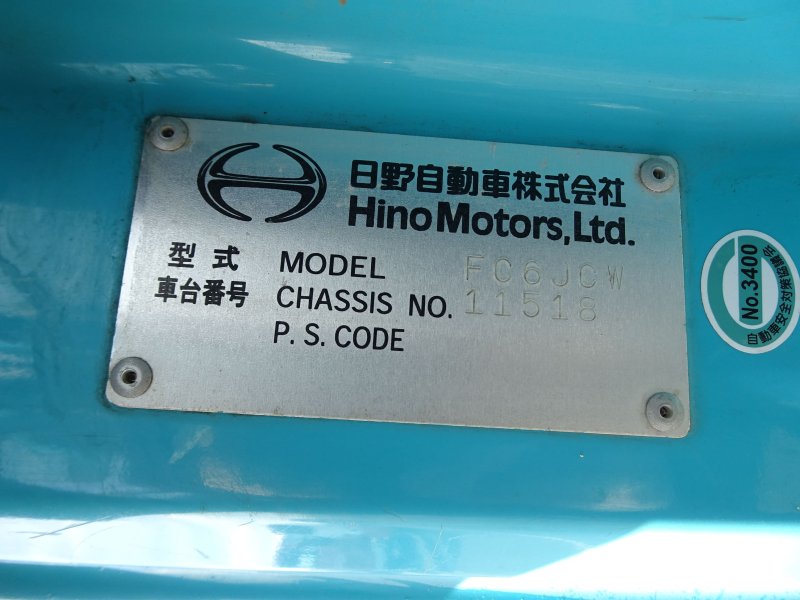 日野自動車株式会社
Hino Motors, Ltd.
型式 MODEL FC6JCW
車台番号 CHASSIS NO. 11518
P. S. CODE
No.3400